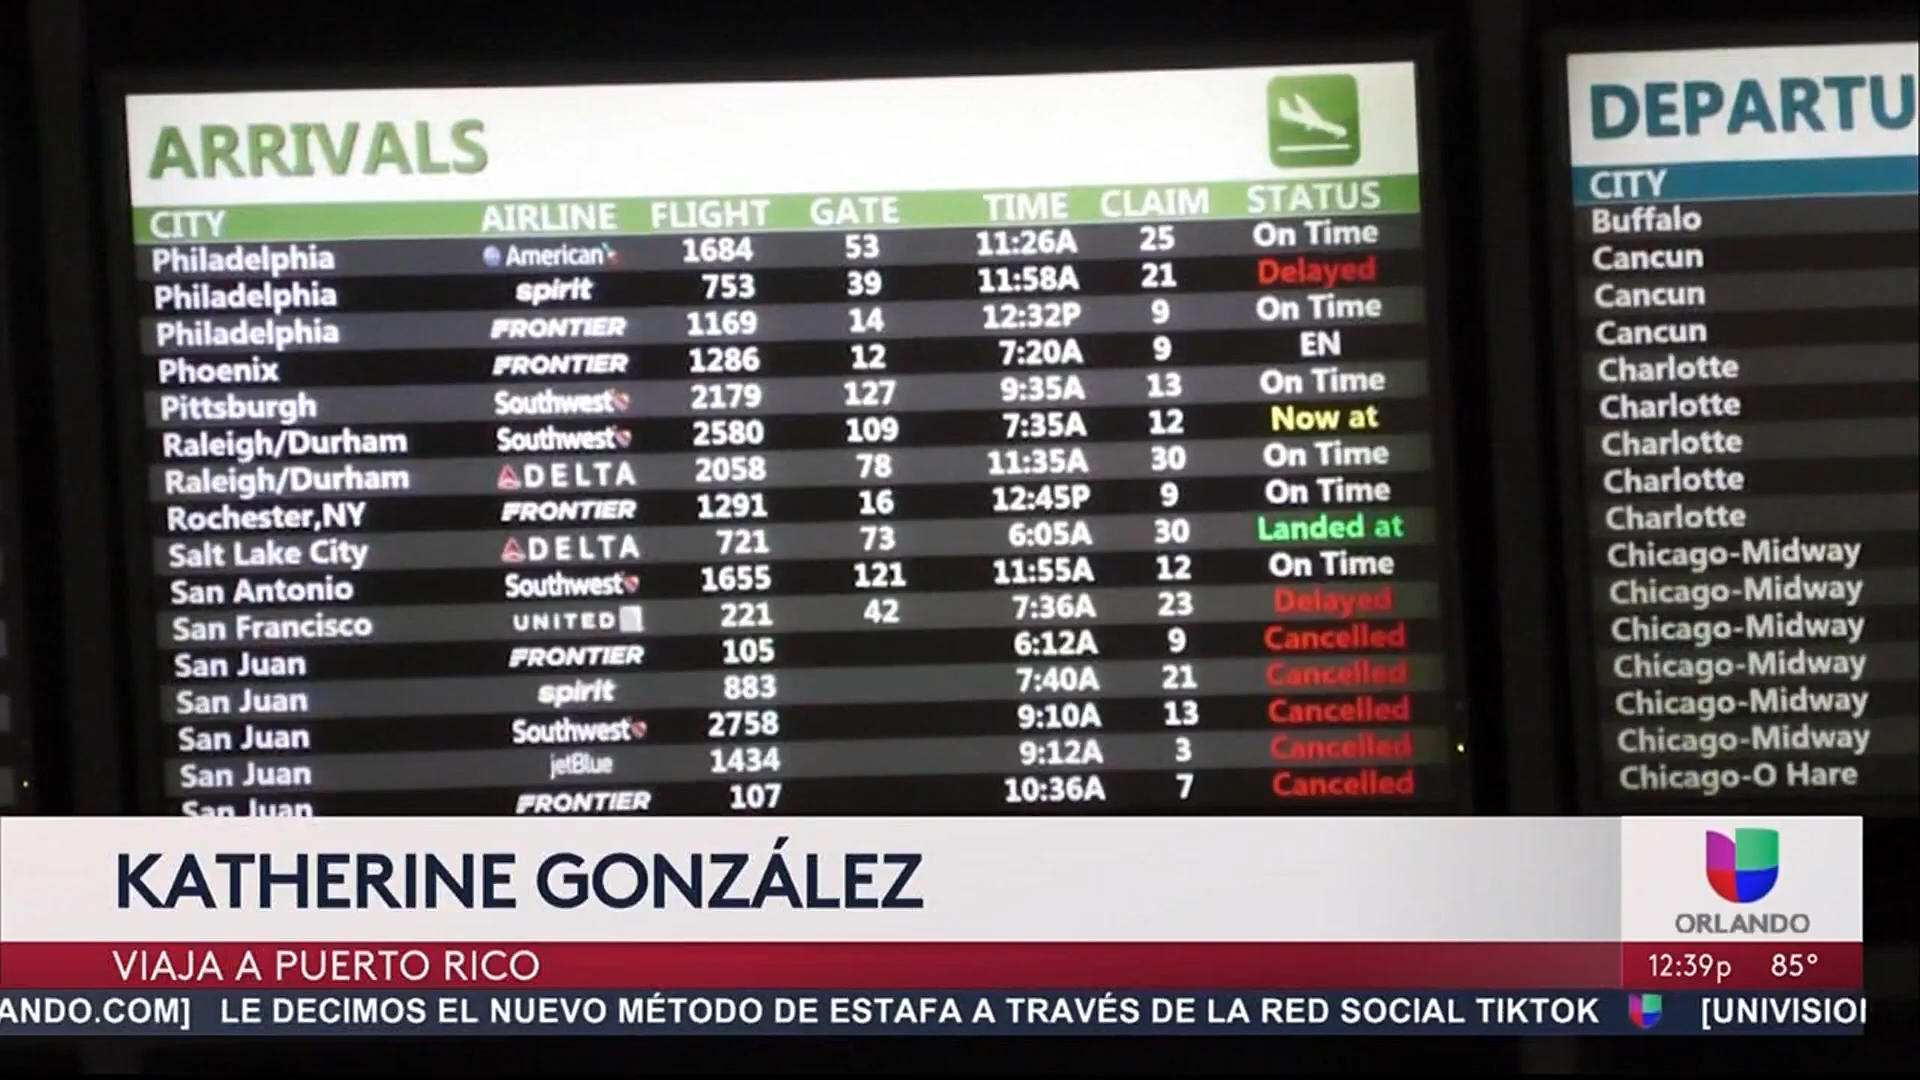 ARRIVALS
CITY AIRLINE FLIGHT GATE TIME CLAIM STATUS
Philadelphia American 1684 53 11:26A 25 On Time
Philadelphia spirit 753 39 11:58A 21 Delayed
Philadelphia FRONTIER 1169 14 12:32P 9 On Time
Phoenix FRONTIER 1286 12 7:20A 9 EN
Pittsburgh Southwest 2179 127 9:35A 13 On Time
Raleigh/Durham Southwest 2580 109 7:35A 12 Now at
Raleigh/Durham DELTA 2058 78 11:35A 30 On Time
Rochester,NY FRONTIER 1291 16 12:45P 9 On Time
Salt Lake City DELTA 721 73 6:05A 30 Landed at
San Antonio Southwest 1655 121 11:55A 12 On Time
San Francisco UNITED 221 42 7:36A 23 Delayed
San Juan FRONTIER 105 6:12A 9 Cancelled
San Juan spirit 883 7:40A 21 Cancelled
San Juan Southwest 2758 9:10A 13 Cancelled
San Juan jetBlue 1434 9:12A 3 Cancelled
San Juan FRONTIER 107 10:36A 7 Cancelled
DEPARTU
CITY
Buffalo
Cancun
Cancun
Cancun
Charlotte
Charlotte
Charlotte
Charlotte
Charlotte
Chicago-Midway
Chicago-Midway
Chicago-Midway
Chicago-Midway
Chicago-Midway
Chicago-Midway
Chicago-O Hare
KATHERINE GONZÁLEZ
VIAJA A PUERTO RICO
ORLANDO
12:39p 85°
ANDO.COM] LE DECIMOS EL NUEVO MÉTODO DE ESTAFA A TRAVÉS DE LA RED SOCIAL TIKTOK [UNIVISIO